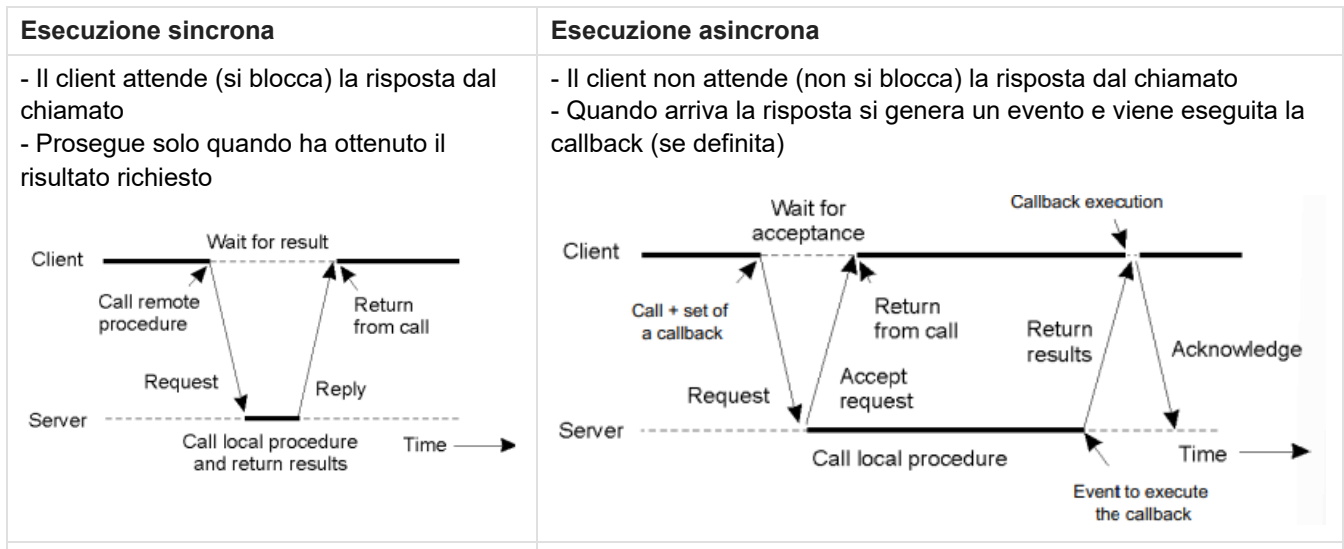 Esecuzione sincrona
- Il client attende (si blocca) la risposta dal
chiamato
- Prosegue solo quando ha ottenuto il
risultato richiesto
Wait for result
Client
Call remote
procedure
Return
from call
Request
Reply
Server
Call local procedure
and return results
Time
Esecuzione asincrona
- Il client non attende (non si blocca) la risposta dal chiamato
- Quando arriva la risposta si genera un evento e viene eseguita la
callback (se definita)
Wait for
acceptance
Callback execution
Client
Call + set of
a callback
Return
from call
Return
results
Acknowledge
Request
Accept
request
Server
Call local procedure
Time
Event to execute
the callback